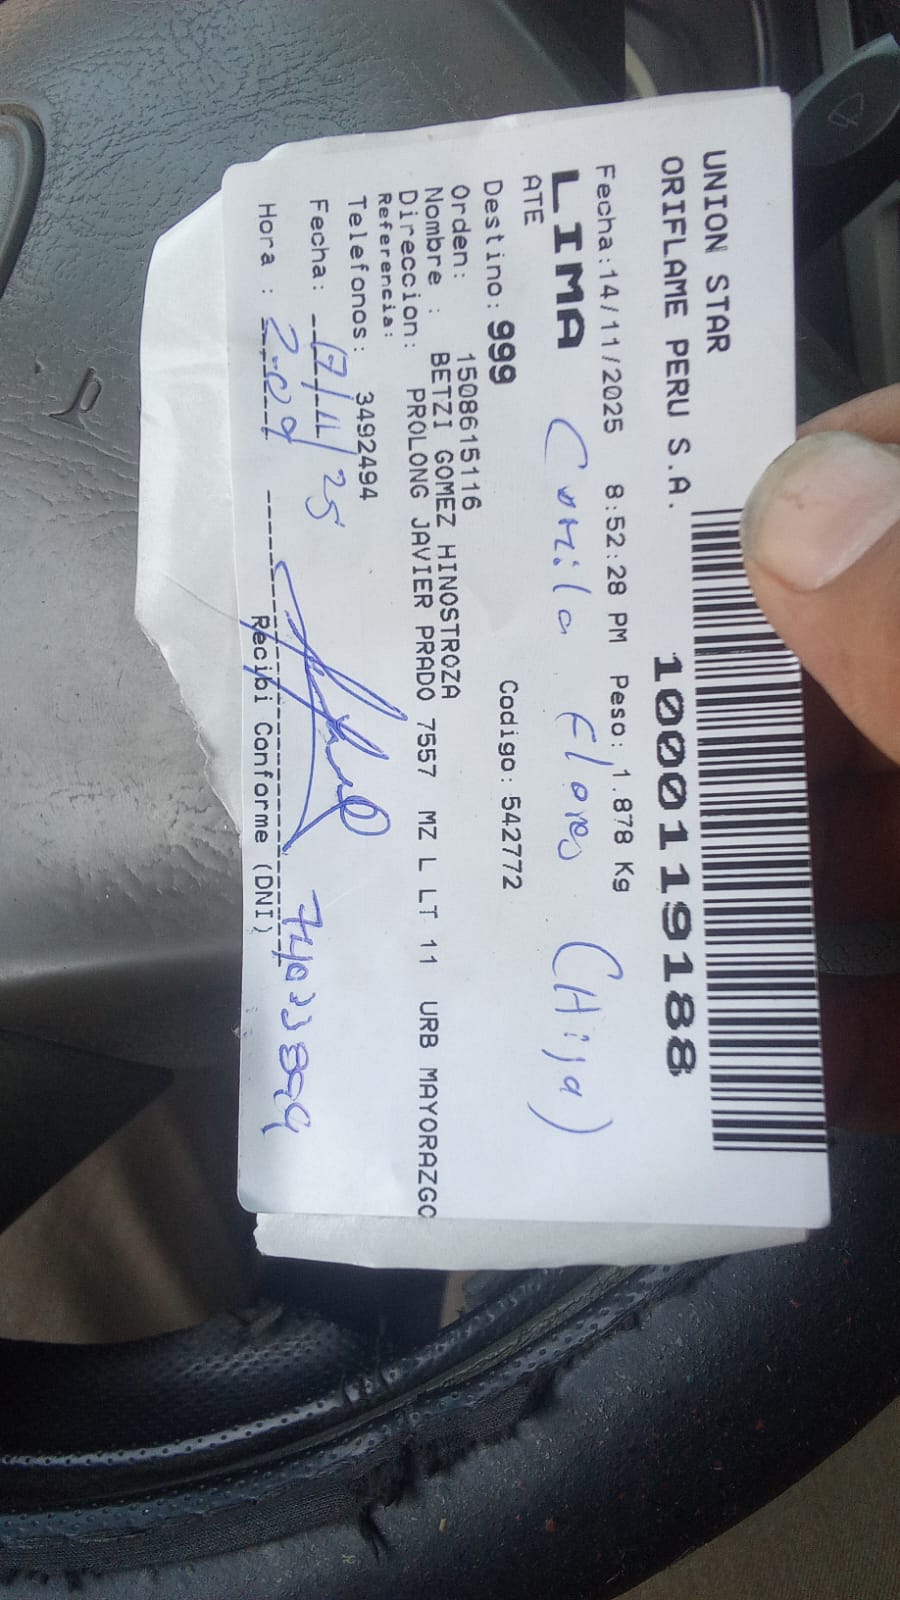 UNION STAR
ORIFLAME PERU S.A.
10001119188
Fecha:14/11/2025 8:52:28 PM Peso:1.878 Kg
LIMA Camila Flores (Hija)
ATE
Destino: 999 Codigo: 542772
Orden: 1508615116
Nombre : BETZI GOMEZ HINOSTROZA
Direccion: PROLONG JAVIER PRADO 7557 MZ L LT 11 URB MAYORAZGO
Referencia:
Telefonos: 3492494
Fecha: 17/11/25
Hora : 2:09
Recibi Conforme (DNI)